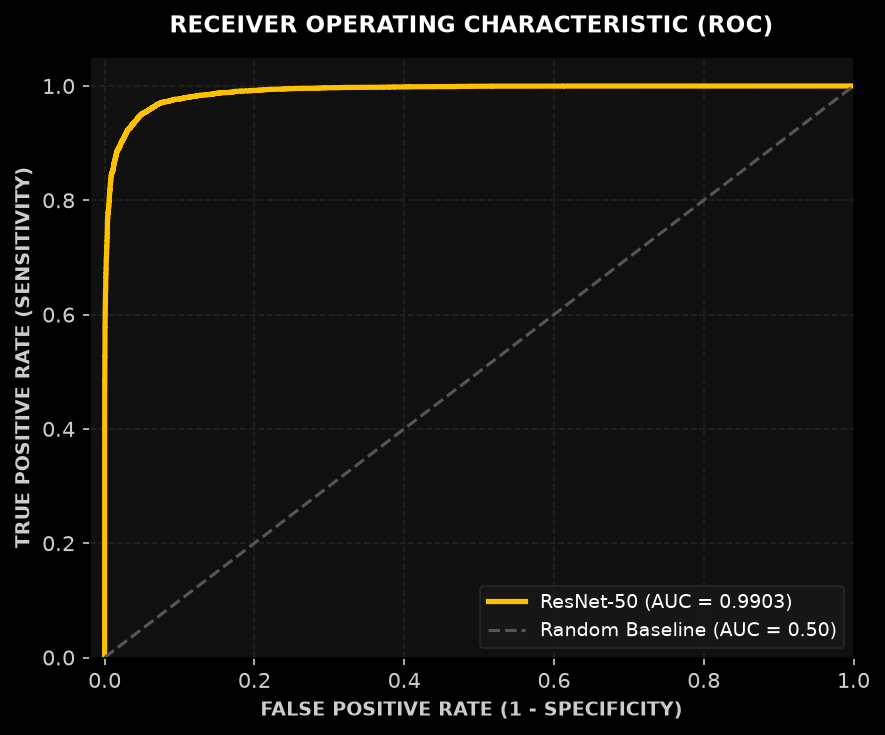 RECEIVER OPERATING CHARACTERISTIC (ROC)
TRUE POSITIVE RATE (SENSITIVITY)
1.0
0.8
0.6
0.4
0.2
0.0
ResNet-50 (AUC = 0.9903)
Random Baseline (AUC = 0.50)
0.0 0.2 0.4 0.6 0.8 1.0
FALSE POSITIVE RATE (1 - SPECIFICITY)